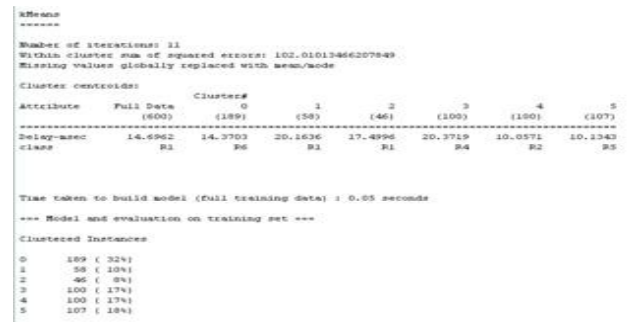 kMeans
======
Number of iterations: 11
Within cluster sum of squared errors: 102.01013466207849
Missing values globally replaced with mean/mode
Cluster centroids:
Cluster#
Attribute Full Data 0 1 2 3 4 5
(600) (189) (58) (46) (100) (100) (107)
==========================================================================
Delay-msec 14.6962 14.3703 20.1636 17.4996 20.3719 10.0571 10.1343
class R1 R6 R1 R1 R4 R2 R5
Time taken to build model (full training data) : 0.05 seconds
=== Model and evaluation on training set ===
Clustered Instances
0 189 ( 32%)
1 58 ( 10%)
2 46 ( 8%)
3 100 ( 17%)
4 100 ( 17%)
5 107 ( 18%)